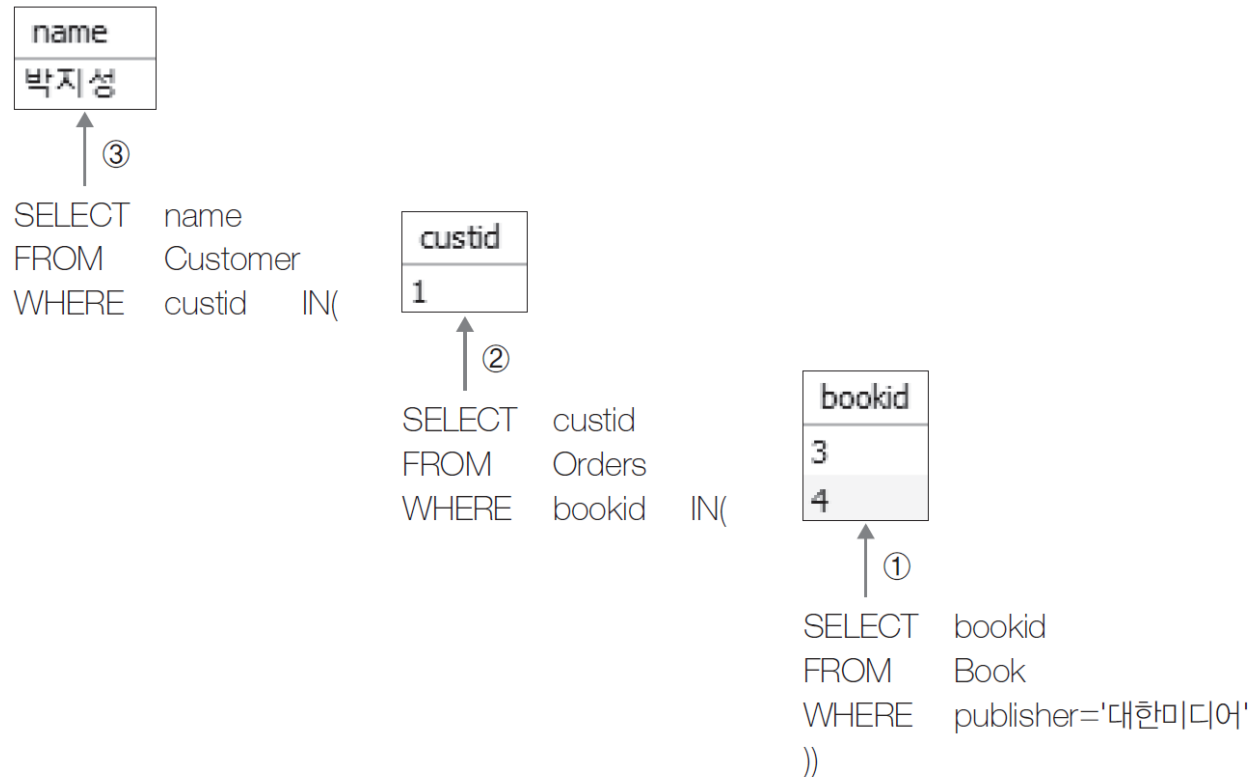 name
박지성
③
SELECT name
FROM Customer
WHERE custid IN(
custid
1
②
SELECT custid
FROM Orders
WHERE bookid IN(
bookid
3
4
①
SELECT bookid
FROM Book
WHERE publisher='대한미디어'
))